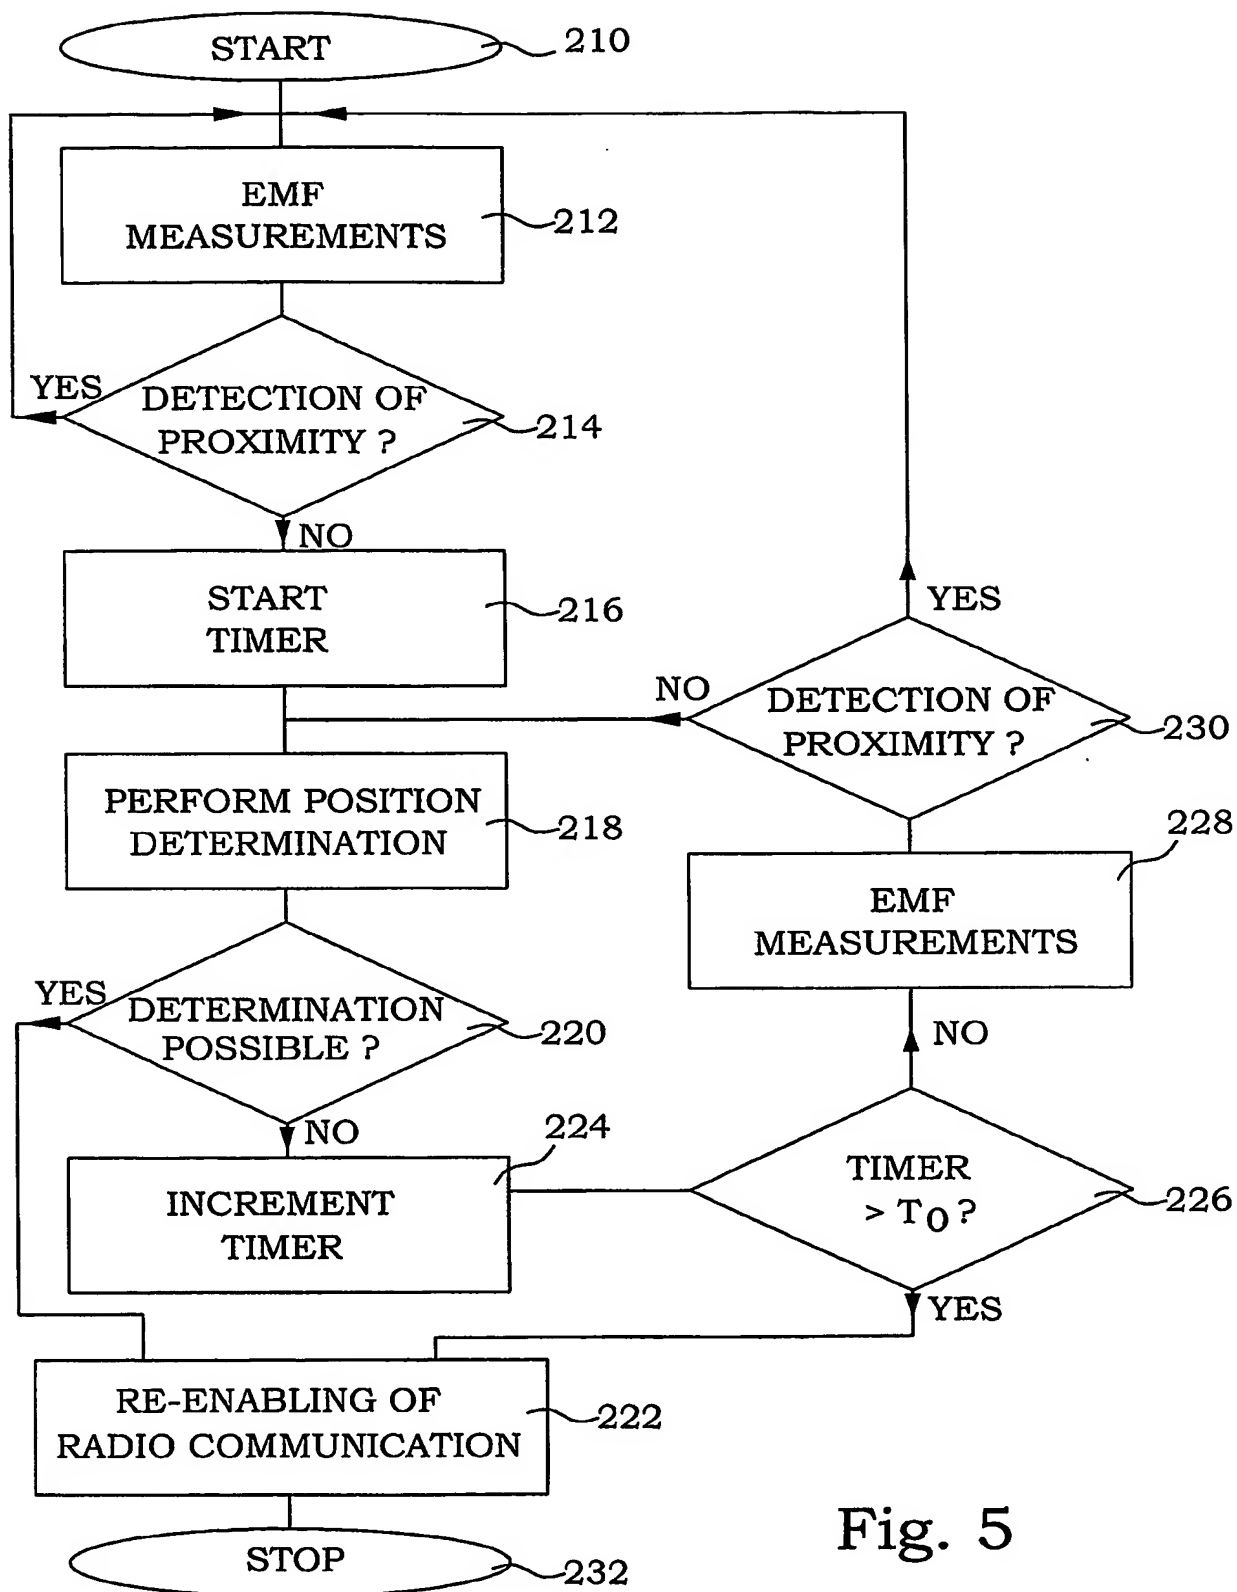 START
210
EMF
MEASUREMENTS
212
YES
DETECTION OF
PROXIMITY ?
214
NO
START
TIMER
216
YES
NO
DETECTION OF
PROXIMITY ?
230
PERFORM POSITION
DETERMINATION
218
228
EMF
MEASUREMENTS
YES
DETERMINATION
POSSIBLE ?
220
NO
NO
224
INCREMENT
TIMER
TIMER
> T0 ?
226
YES
RE-ENABLING OF
RADIO COMMUNICATION
222
STOP
232
Fig. 5